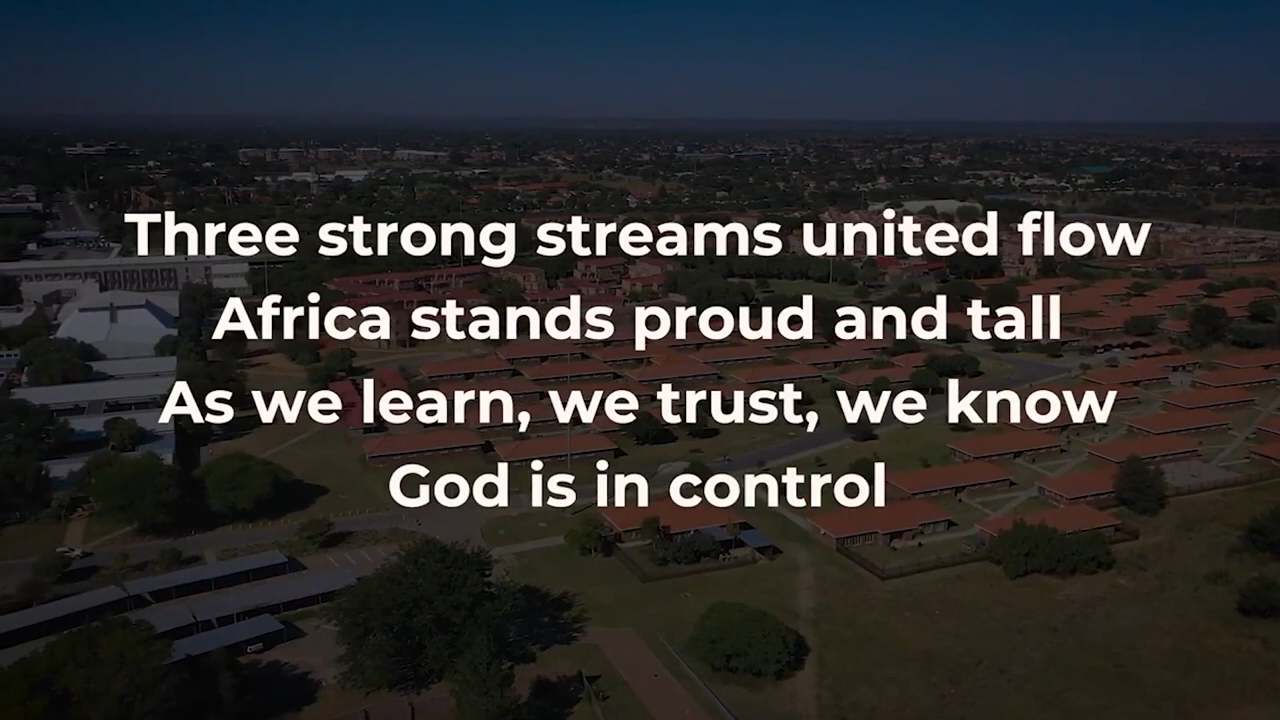 Three strong streams united flow
Africa stands proud and tall
As we learn, we trust, we know
God is in control